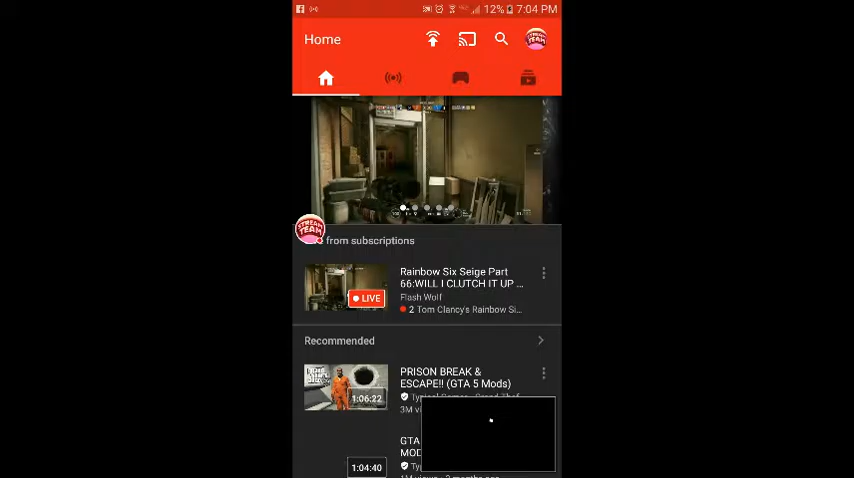 12% 7:04 PM
Home
STREAM TEAM
from subscriptions
Rainbow Six Seige Part
66:WILL I CLUTCH IT UP ...
Flash Wolf
2 Tom Clancy's Rainbow Si...
LIVE
Recommended
PRISON BREAK &
ESCAPE!! (GTA 5 Mods)
3M
1:06:22
GTA
MOD
1:04:40